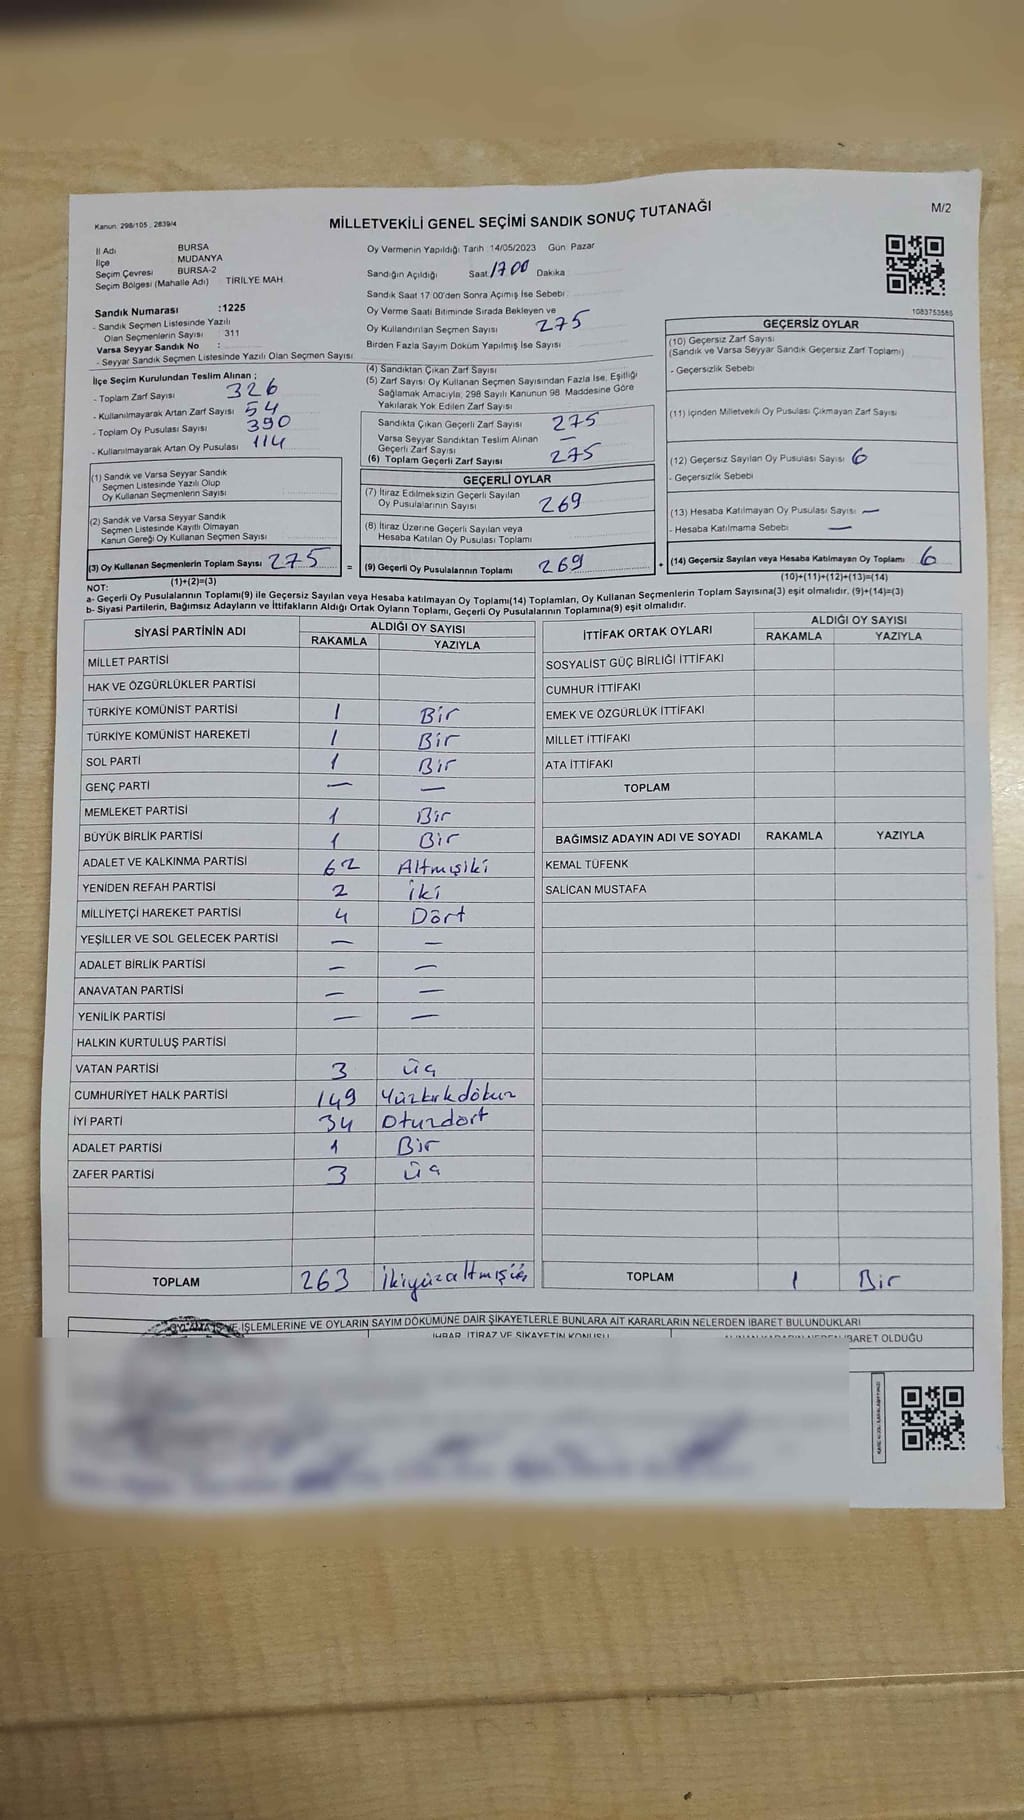 Kanun: 298/105 , 2839/4
MİLLETVEKİLİ GENEL SEÇİMİ SANDIK SONUÇ TUTANAĞI
M/2
İl Adı BURSA
İlçe MUDANYA
Seçim Çevresi BURSA-2
Seçim Bölgesi (Mahalle Adı) TİRİLYE MAH.
Sandık Numarası :1225
- Sandık Seçmen Listesinde Yazılı
Olan Seçmenlerin Sayısı : 311
Varsa Seyyar Sandık No :
- Seyyar Sandık Seçmen Listesinde Yazılı Olan Seçmen Sayısı
Oy Vermenin Yapıldığı Tarih 14/05/2023 Gün: Pazar
Sandığın Açıldığı Saat 17 00 Dakika
Sandık Saat 17:00'den Sonra Açımış İse Sebebi
Oy Verme Saati Bitiminde Sırada Bekleyen ve
Oy Kullandırılan Seçmen Sayısı 275
Birden Fazla Sayım Döküm Yapılmış İse Sayısı
1083753585
İlçe Seçim Kurulundan Teslim Alınan ;
- Toplam Zarf Sayısı 326
- Kullanılmayarak Artan Zarf Sayısı 54
- Toplam Oy Pusulası Sayısı 390
- Kullanılmayarak Artan Oy Pusulası 114
(1) Sandık ve Varsa Seyyar Sandık
Seçmen Listesinde Yazılı Olup
Oy Kullanan Seçmenlerin Sayısı
(2) Sandık ve Varsa Seyyar Sandık
Seçmen Listesinde Kayıtlı Olmayan
Kanun Gereği Oy Kullanan Seçmen Sayısı
(3) Oy Kullanan Seçmenlerin Toplam Sayısı 275
(1)+(2)=(3)
(4) Sandıktan Çıkan Zarf Sayısı
(5) Zarf Sayısı Oy Kullanan Seçmen Sayısından Fazla İse, Eşitliği
Sağlamak Amacıyla, 298 Sayılı Kanunun 98. Maddesine Göre
Yakılarak Yok Edilen Zarf Sayısı
Sandıkta Çıkan Geçerli Zarf Sayısı 275
Varsa Seyyar Sandıktan Teslim Alınan
Geçerli Zarf Sayısı —
(6) Toplam Geçerli Zarf Sayısı 275
GEÇERLİ OYLAR
(7) İtiraz Edilmeksizin Geçerli Sayılan
Oy Pusulalarının Sayısı 269
(8) İtiraz Üzerine Geçerli Sayılan veya
Hesaba Katılan Oy Pusulası Toplamı
= (9) Geçerli Oy Pusulalarının Toplamı 269
GEÇERSİZ OYLAR
(10) Geçersiz Zarf Sayısı
(Sandık ve Varsa Seyyar Sandık Geçersiz Zarf Toplamı)
- Geçersizlik Sebebi
(11) İçinden Milletvekili Oy Pusulası Çıkmayan Zarf Sayısı
(12) Geçersiz Sayılan Oy Pusulası Sayısı 6
- Geçersizlik Sebebi
(13) Hesaba Katılmayan Oy Pusulası Sayısı —
- Hesaba Katılmama Sebebi —
+ (14) Geçersiz Sayılan veya Hesaba Katılmayan Oy Toplamı 6
(10)+(11)+(12)+(13)=(14)
NOT:
a- Geçerli Oy Pusulalarının Toplamı(9) ile Geçersiz Sayılan veya Hesaba katılmayan Oy Toplamı(14) Toplamları, Oy Kullanan Seçmenlerin Toplam Sayısına(3) eşit olmalıdır. (9)+(14)=(3)
b- Siyasi Partilerin, Bağımsız Adayların ve İttifakların Aldığı Ortak Oyların Toplamı, Geçerli Oy Pusulalarının Toplamına(9) eşit olmalıdır.
SİYASİ PARTİNİN ADI ALDIĞI OY SAYISI
RAKAMLA YAZIYLA
MİLLET PARTİSİ
HAK VE ÖZGÜRLÜKLER PARTİSİ
TÜRKİYE KOMÜNİST PARTİSİ 1 Bir
TÜRKİYE KOMÜNİST HAREKETİ 1 Bir
SOL PARTİ 1 Bir
GENÇ PARTİ — —
MEMLEKET PARTİSİ 1 Bir
BÜYÜK BİRLİK PARTİSİ 1 Bir
ADALET VE KALKINMA PARTİSİ 62 Altmışiki
YENİDEN REFAH PARTİSİ 2 İki
MİLLİYETÇİ HAREKET PARTİSİ 4 Dört
YEŞİLLER VE SOL GELECEK PARTİSİ — —
ADALET BİRLİK PARTİSİ — —
ANAVATAN PARTİSİ — —
YENİLİK PARTİSİ — —
HALKIN KURTULUŞ PARTİSİ
VATAN PARTİSİ 3 Üç
CUMHURİYET HALK PARTİSİ 149 Yüzkırkdokuz
İYİ PARTİ 34 Otuzdört
ADALET PARTİSİ 1 Bir
ZAFER PARTİSİ 3 Üç
TOPLAM 263 İkiyüzaltmışüç
İTTİFAK ORTAK OYLARI ALDIĞI OY SAYISI
RAKAMLA YAZIYLA
SOSYALİST GÜÇ BİRLİĞİ İTTİFAKI
CUMHUR İTTİFAKI
EMEK VE ÖZGÜRLÜK İTTİFAKI
MİLLET İTTİFAKI
ATA İTTİFAKI
TOPLAM
BAĞIMSIZ ADAYIN ADI VE SOYADI RAKAMLA YAZIYLA
KEMAL TÜFENK
SALİCAN MUSTAFA
TOPLAM 1 Bir
İŞLEMLERİNE VE OYLARIN SAYIM DÖKÜMÜNE DAİR ŞİKAYETLERLE BUNLARA AİT KARARLARIN NELERDEN İBARET BULUNDUKLARI
İHBAR, İTİRAZ VE ŞİKAYETİN KONUSU
İBARET OLDUĞU